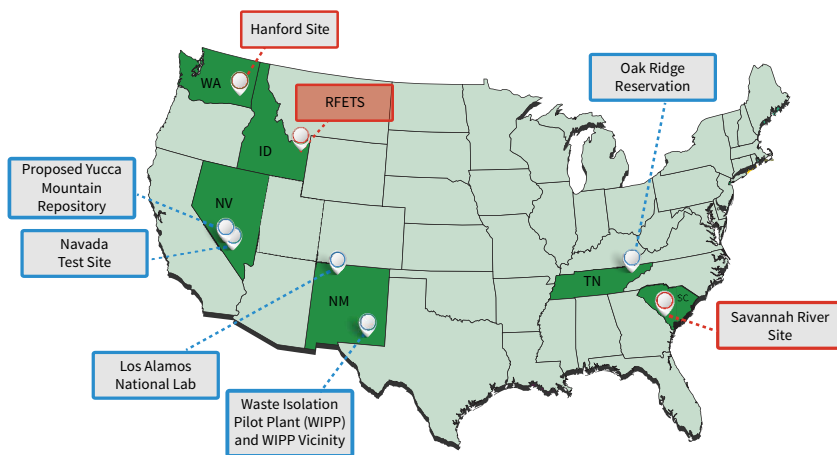 Hanford Site
WA
RFETS
Oak Ridge
Reservation
ID
Proposed Yucca
Mountain
Repository
NV
Navada
Test Site
TN
SC
NM
Savannah River
Site
Los Alamos
National Lab
Waste Isolation
Pilot Plant (WIPP)
and WIPP Vicinity